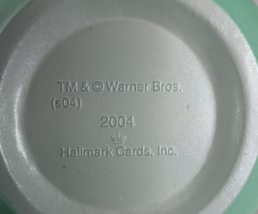 TM & © Warner Bros.
(s04)
2004
Hallmark Cards, Inc.